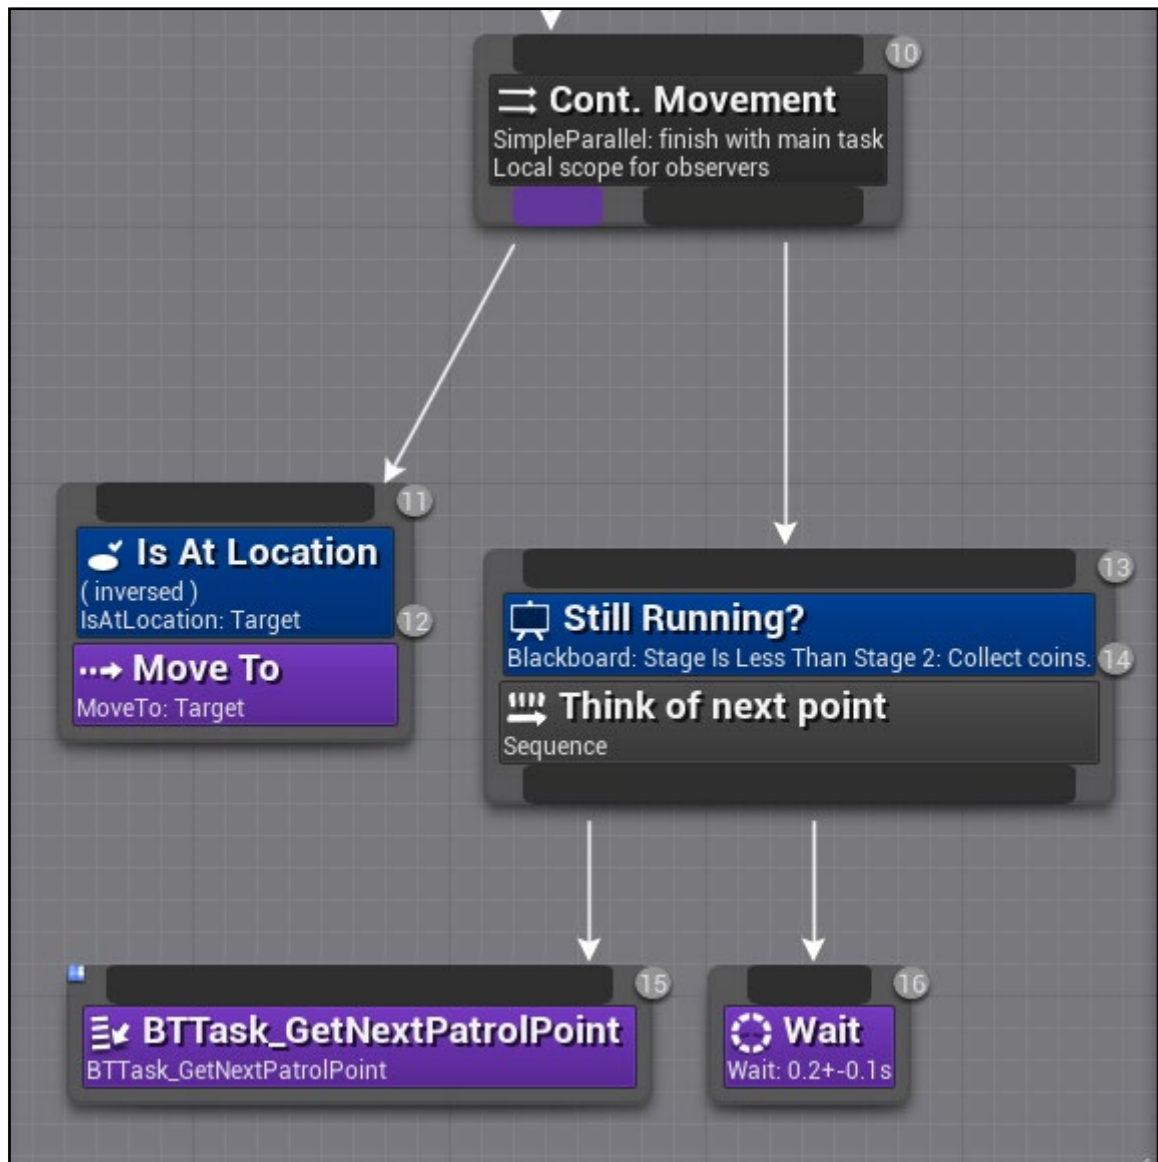 10
Cont. Movement
SimpleParallel: finish with main task
Local scope for observers
11
Is At Location
( inversed )
IsAtLocation: Target
12
Move To
MoveTo: Target
13
Still Running?
Blackboard: Stage Is Less Than Stage 2: Collect coins.
14
Think of next point
Sequence
15
BTTask_GetNextPatrolPoint
BTTask_GetNextPatrolPoint
16
Wait
Wait: 0.2+-0.1s